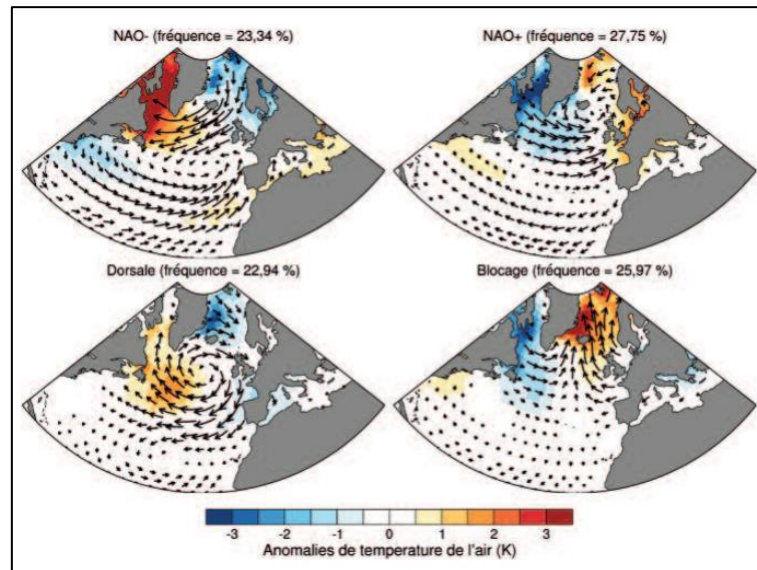 NAO- (fréquence = 23,34 %)
NAO+ (fréquence = 27,75 %)
Dorsale (fréquence = 22,94 %)
Blocage (fréquence = 25,97 %)
-3 -2 -1 0 1 2 3
Anomalies de temperature de l'air (K)